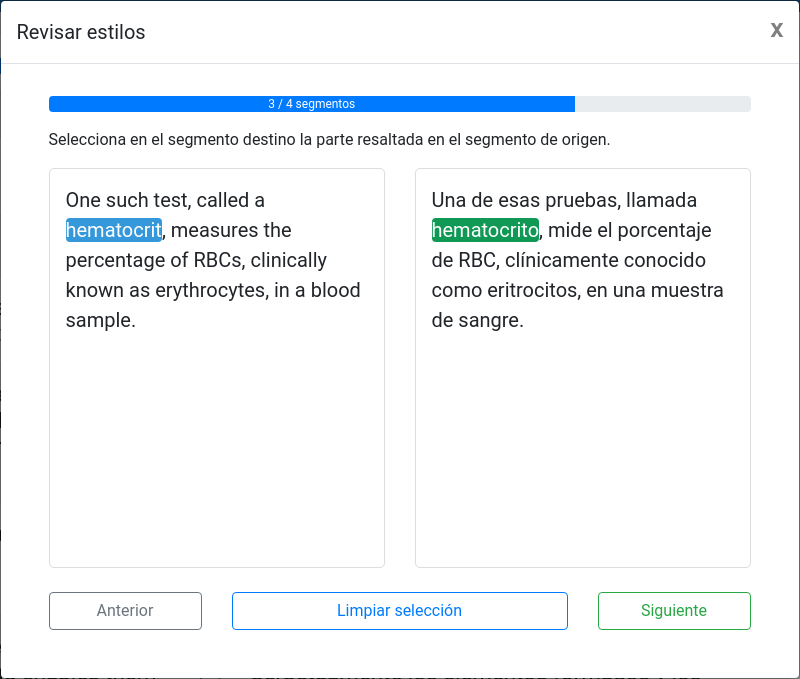 Revisar estilos
X
3 / 4 segmentos
Selecciona en el segmento destino la parte resaltada en el segmento de origen.
One such test, called a
hematocrit, measures the
percentage of RBCs, clinically
known as erythrocytes, in a blood
sample.
Una de esas pruebas, llamada
hematocrito, mide el porcentaje
de RBC, clínicamente conocido
como eritrocitos, en una muestra
de sangre.
Anterior
Limpiar selección
Siguiente